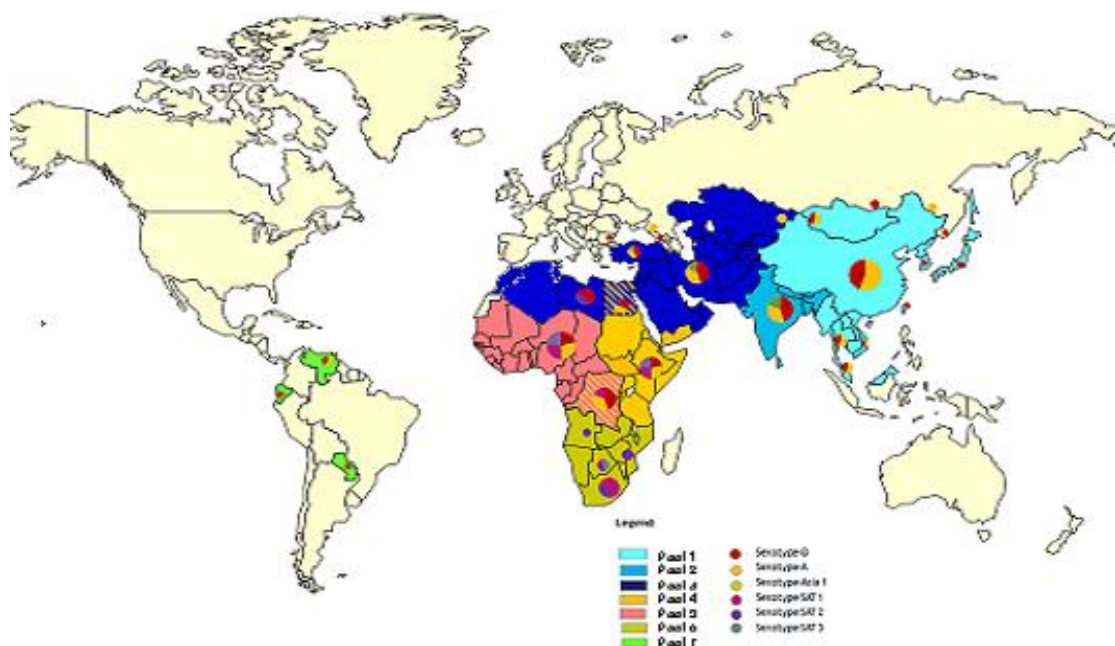 Legend
Pool 1
Pool 2
Pool 3
Pool 4
Pool 5
Pool 6
Pool 7
Serotype O
Serotype A
Serotype Asia 1
Serotype SAT 1
Serotype SAT 2
Serotype SAT 3